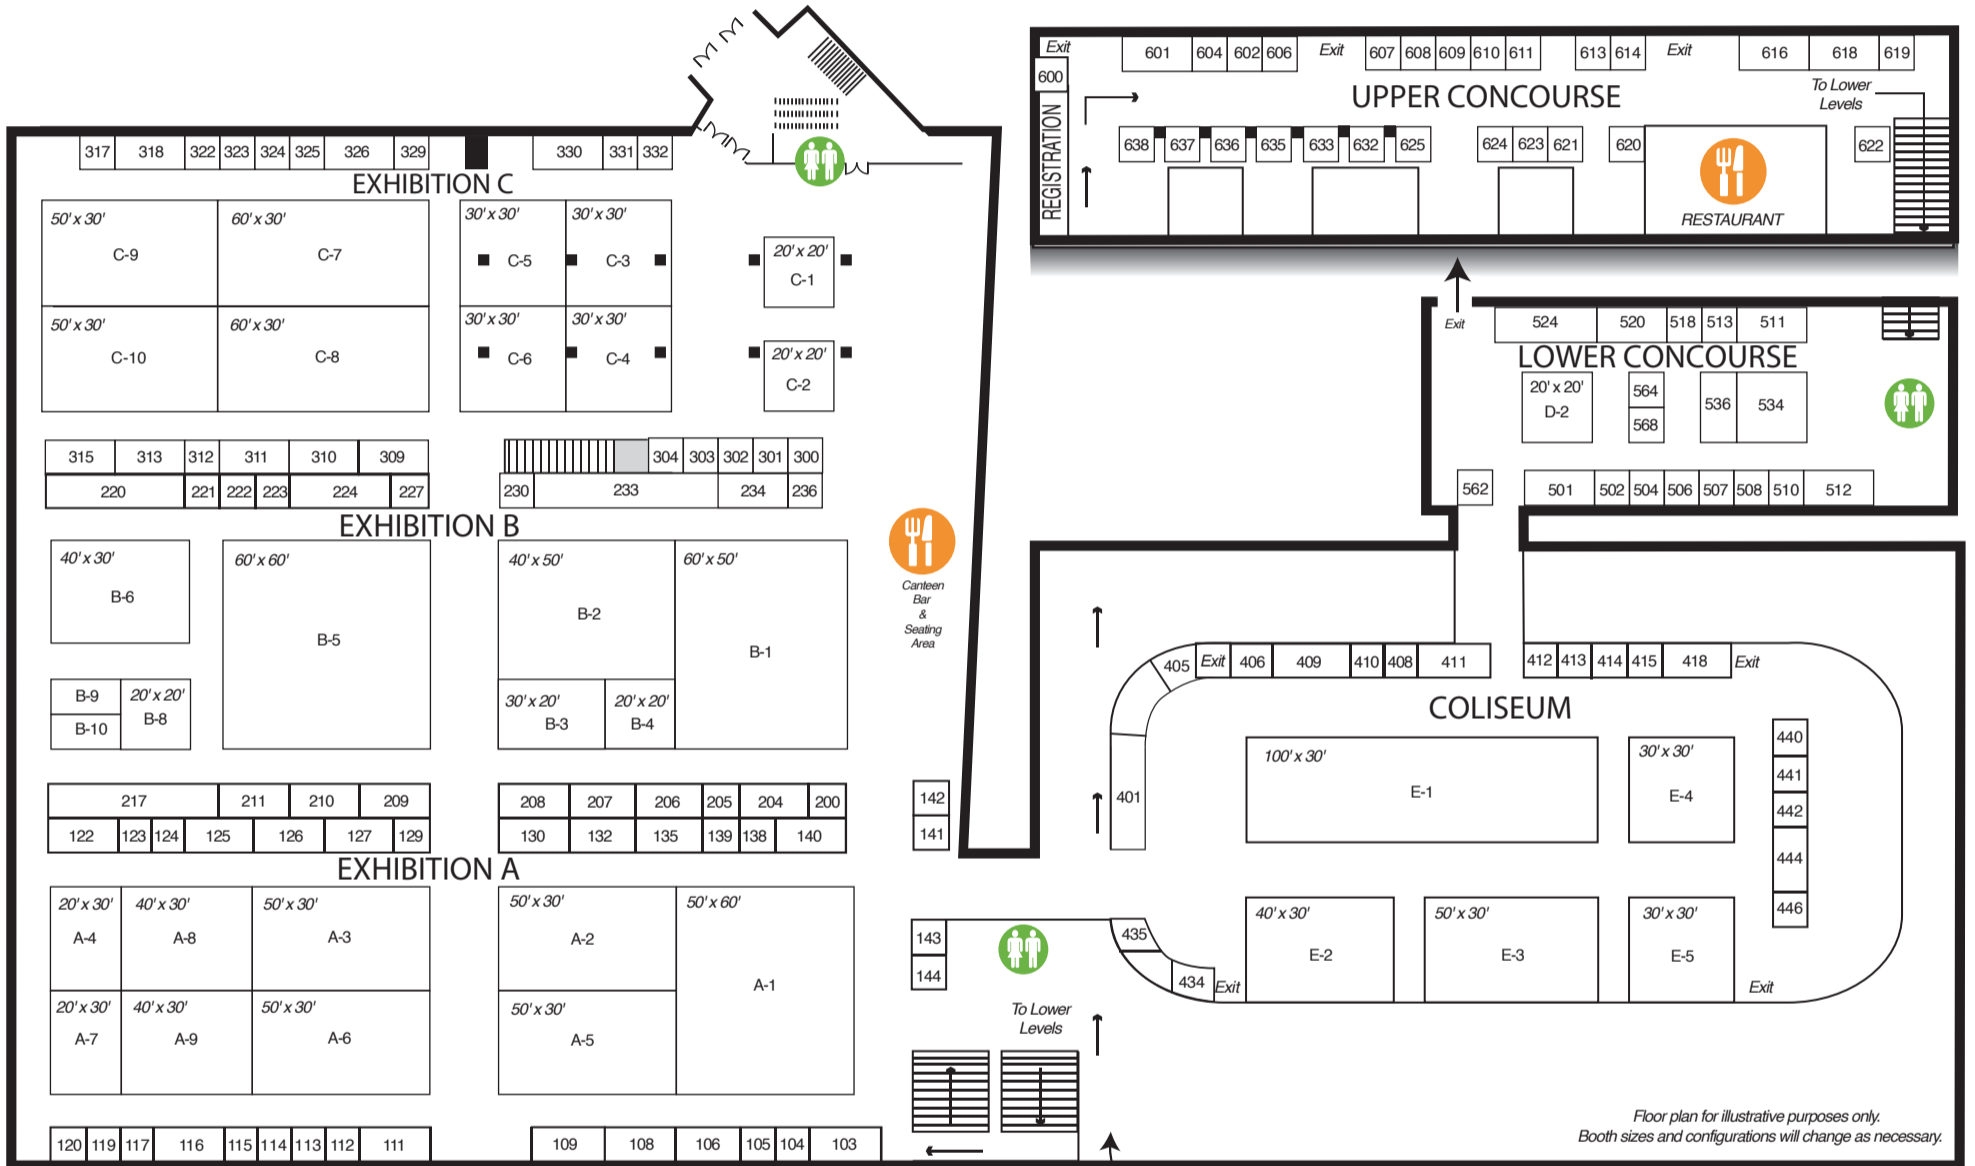 317 318 322 323 324 325 326 329 330 331 332
EXHIBITION C
50' x 30'
C-9
60' x 30'
C-7
30' x 30'
C-5
30' x 30'
C-3
20' x 20'
C-1
50' x 30'
C-10
60' x 30'
C-8
30' x 30'
C-6
30' x 30'
C-4
20' x 20'
C-2
315 313 312 311 310 309 304 303 302 301 300
220 221 222 223 224 227 230 233 234 236
EXHIBITION B
40' x 30'
B-6
60' x 60'
B-5
40' x 50'
B-2
60' x 50'
B-1
B-9
B-10
20' x 20'
B-8
30' x 20'
B-3
20' x 20'
B-4
Canteen
Bar
&
Seating
Area
217 211 210 209 208 207 206 205 204 200
122 123 124 125 126 127 129 130 132 135 139 138 140
142
141
EXHIBITION A
20' x 30'
A-4
40' x 30'
A-8
50' x 30'
A-3
50' x 30'
A-2
50' x 60'
A-1
20' x 30'
A-7
40' x 30'
A-9
50' x 30'
A-6
50' x 30'
A-5
143
144
To Lower
Levels
120 119 117 116 115 114 113 112 111 109 108 106 105 104 103
Exit 601 604 602 606 Exit 607 608 609 610 611 613 614 Exit 616 618 619
600
UPPER CONCOURSE
To Lower
Levels
REGISTRATION
638 637 636 635 633 632 625 624 623 621 620 622
RESTAURANT
Exit
524 520 518 513 511
LOWER CONCOURSE
20' x 20'
D-2
564
568
536 534
562 501 502 504 506 507 508 510 512
405 Exit 406 409 410 408 411 412 413 414 415 418 Exit
COLISEUM
401
100' x 30'
E-1
30' x 30'
E-4
440
441
442
444
446
435
434 Exit
40' x 30'
E-2
50' x 30'
E-3
30' x 30'
E-5
Exit
Floor plan for illustrative purposes only.
Booth sizes and configurations will change as necessary.